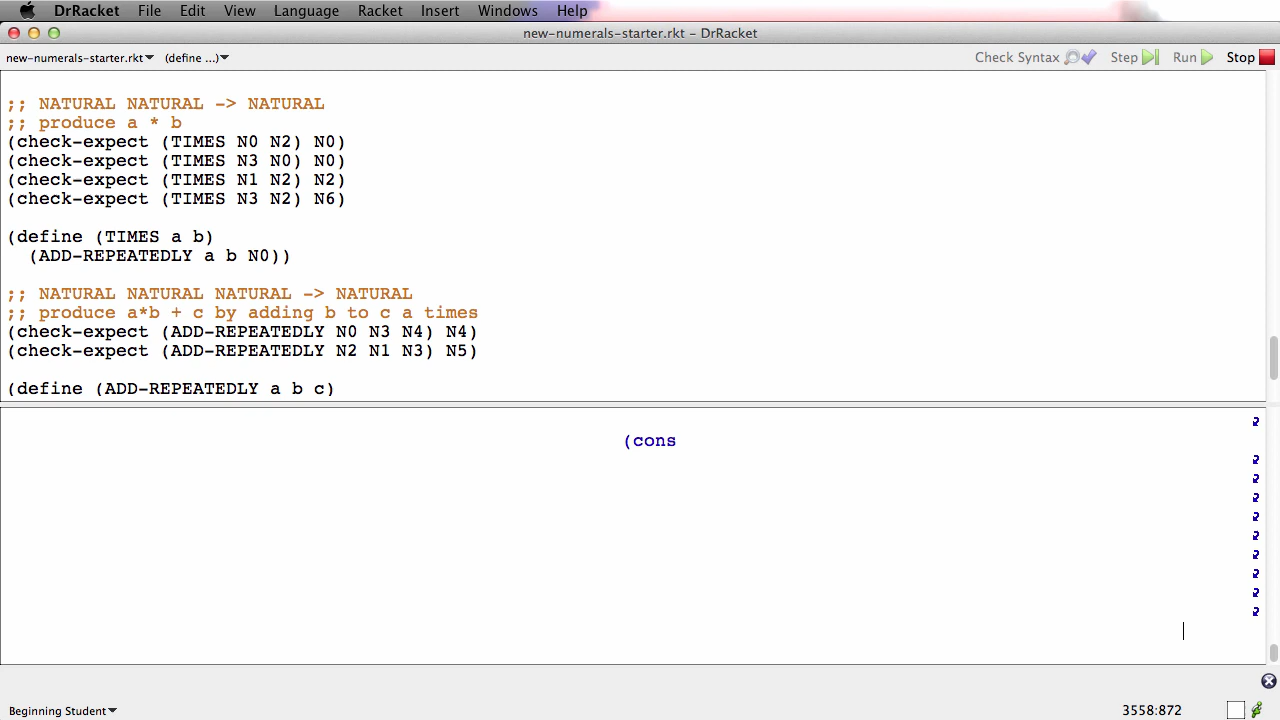 DrRacket File Edit View Language Racket Insert Windows Help
new-numerals-starter.rkt - DrRacket
new-numerals-starter.rkt (define ...) Check Syntax Step Run Stop
;; NATURAL NATURAL -> NATURAL
;; produce a * b
(check-expect (TIMES N0 N2) N0)
(check-expect (TIMES N3 N0) N0)
(check-expect (TIMES N1 N2) N2)
(check-expect (TIMES N3 N2) N6)
(define (TIMES a b)
(ADD-REPEATEDLY a b N0))
;; NATURAL NATURAL NATURAL -> NATURAL
;; produce a*b + c by adding b to c a times
(check-expect (ADD-REPEATEDLY N0 N3 N4) N4)
(check-expect (ADD-REPEATEDLY N2 N1 N3) N5)
(define (ADD-REPEATEDLY a b c)
(cons
Beginning Student 3558:872